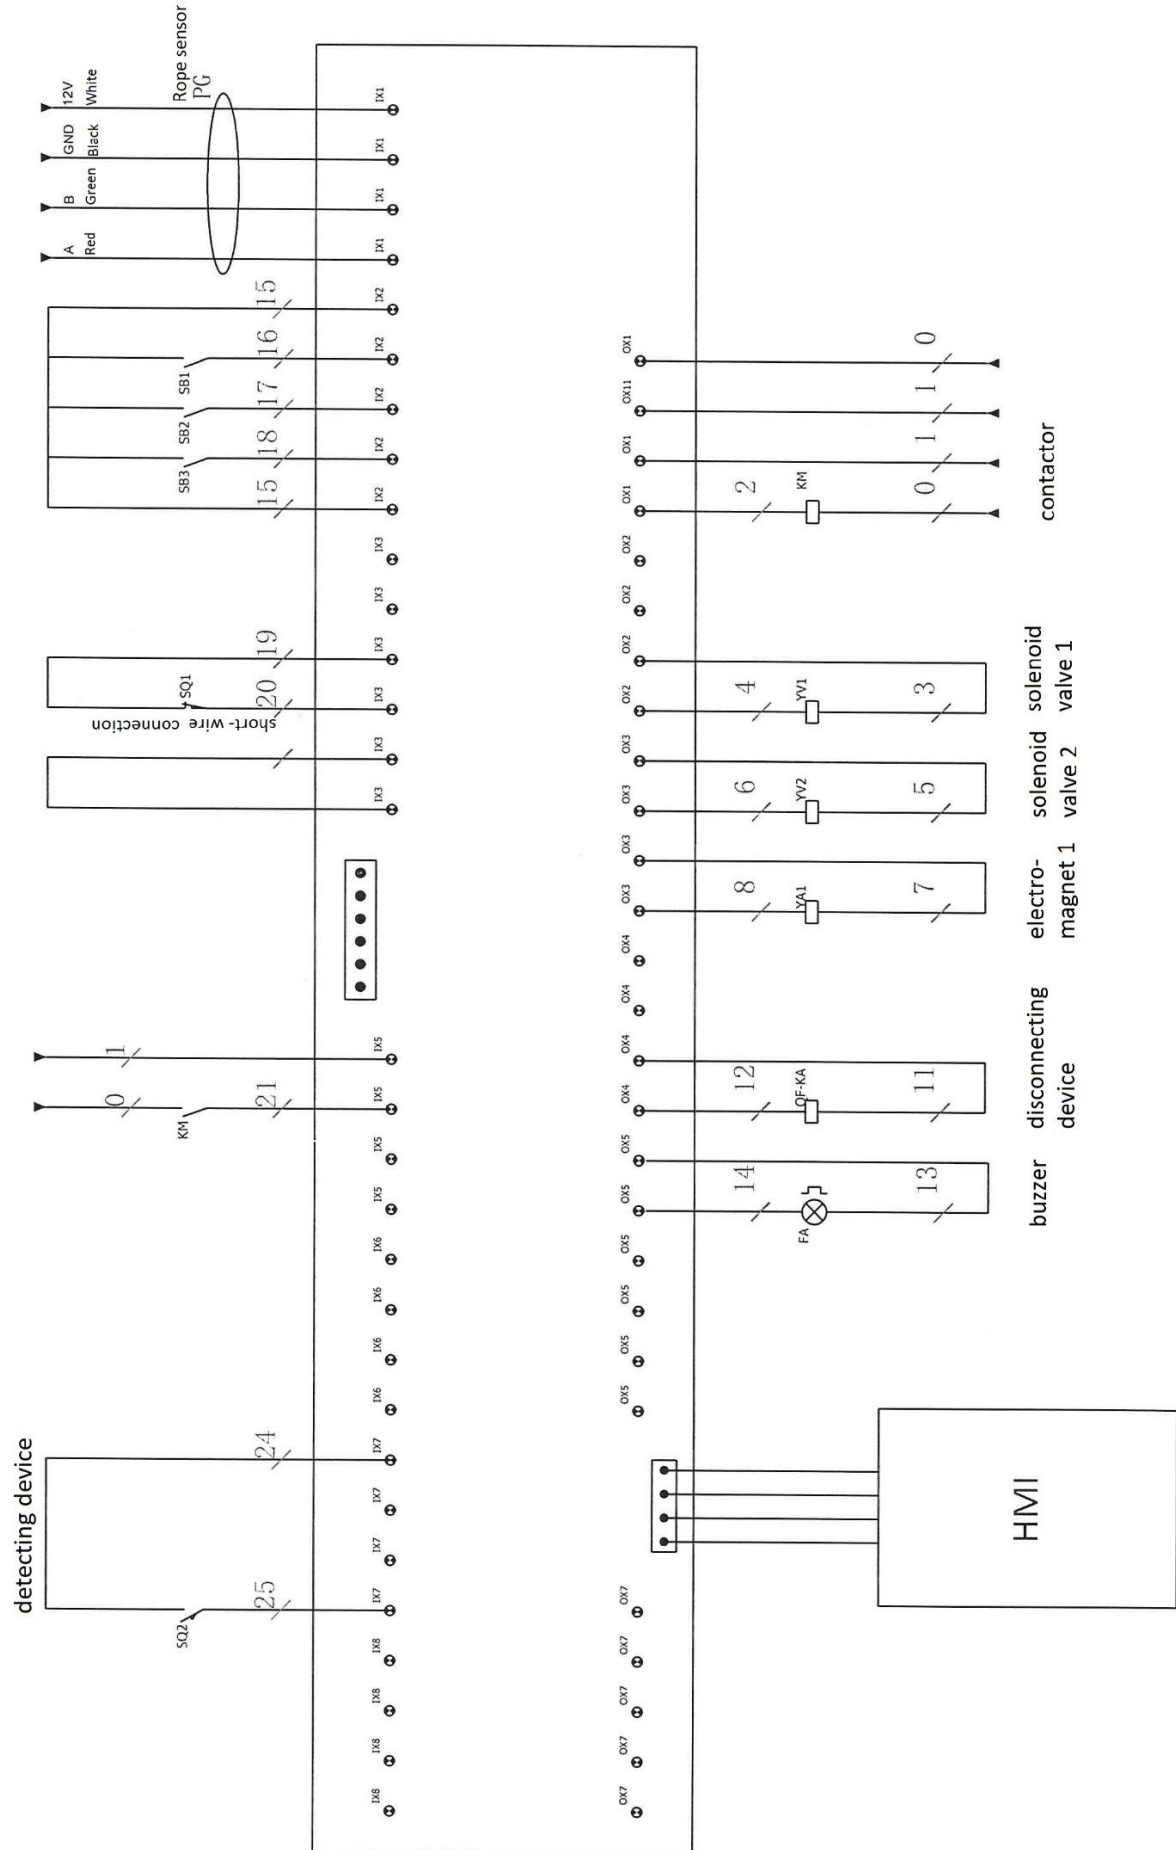 12V
White
GND
Black
B
Green
A
Red
Rope sensor
PG
IX1
IX1
IX1
IX1
15
IX2
SB1
16
IX2
SB2
17
IX2
SB3
18
IX2
15
IX2
IX3
IX3
19
IX3
SQ1
20
IX3
short-wire connection
IX3
IX3
1
IX5
0
KM
21
IX5
IX5
IX5
IX6
IX6
IX6
IX6
detecting device
24
IX7
IX7
IX7
SQ2
25
IX7
IX8
IX8
IX8
IX8
OX1
0
OX11
1
OX1
1
OX1
2
KM
0
contactor
OX2
OX2
OX2
OX2
4
YV1
3
solenoid
valve 1
OX3
OX3
6
YV2
5
solenoid
valve 2
OX3
OX3
8
YA1
7
electro-
magnet 1
OX4
OX4
OX4
OX4
12
QF-KA
11
disconnecting
device
OX5
OX5
14
FA
13
buzzer
OX5
OX5
OX5
OX5
HMI
OX7
OX7
OX7
OX7
OX7